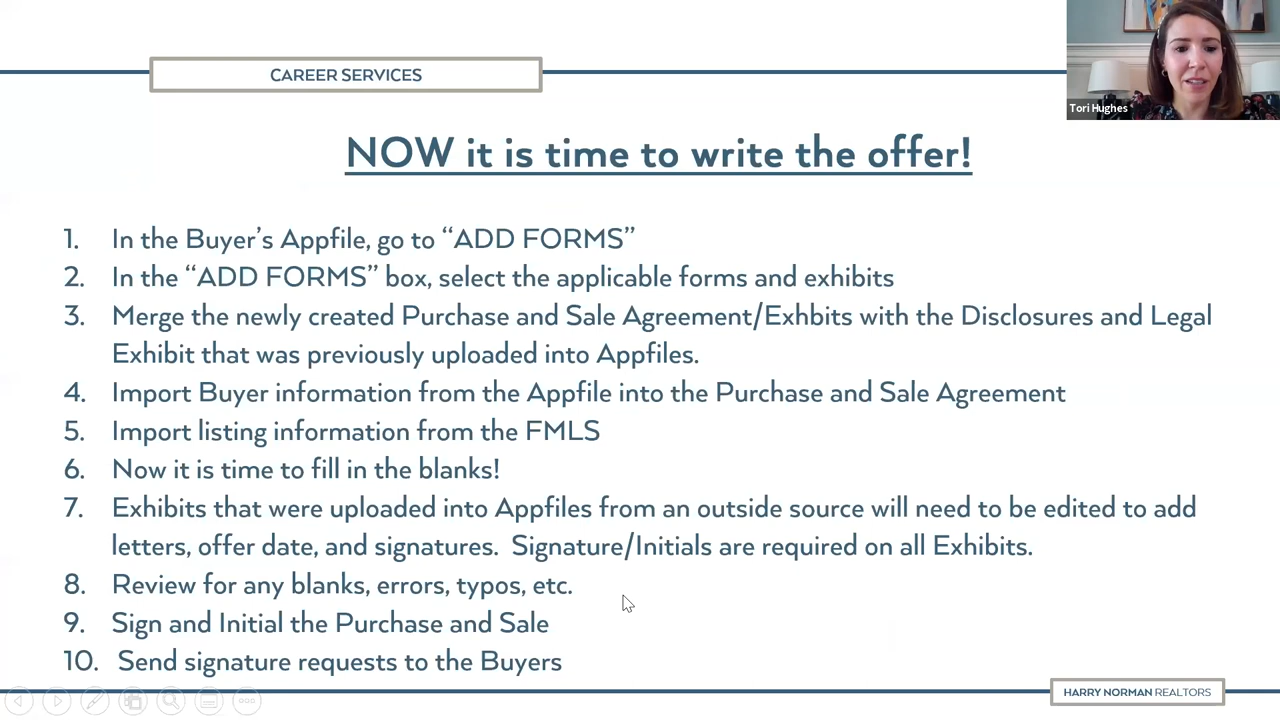 CAREER SERVICES
Tori Hughes
NOW it is time to write the offer!
1. In the Buyer's Appfile, go to “ADD FORMS”
2. In the “ADD FORMS” box, select the applicable forms and exhibits
3. Merge the newly created Purchase and Sale Agreement/Exhbits with the Disclosures and Legal
Exhibit that was previously uploaded into Appfiles.
4. Import Buyer information from the Appfile into the Purchase and Sale Agreement
5. Import listing information from the FMLS
6. Now it is time to fill in the blanks!
7. Exhibits that were uploaded into Appfiles from an outside source will need to be edited to add
letters, offer date, and signatures. Signature/Initials are required on all Exhibits.
8. Review for any blanks, errors, typos, etc.
9. Sign and Initial the Purchase and Sale
10. Send signature requests to the Buyers
HARRY NORMAN REALTORS